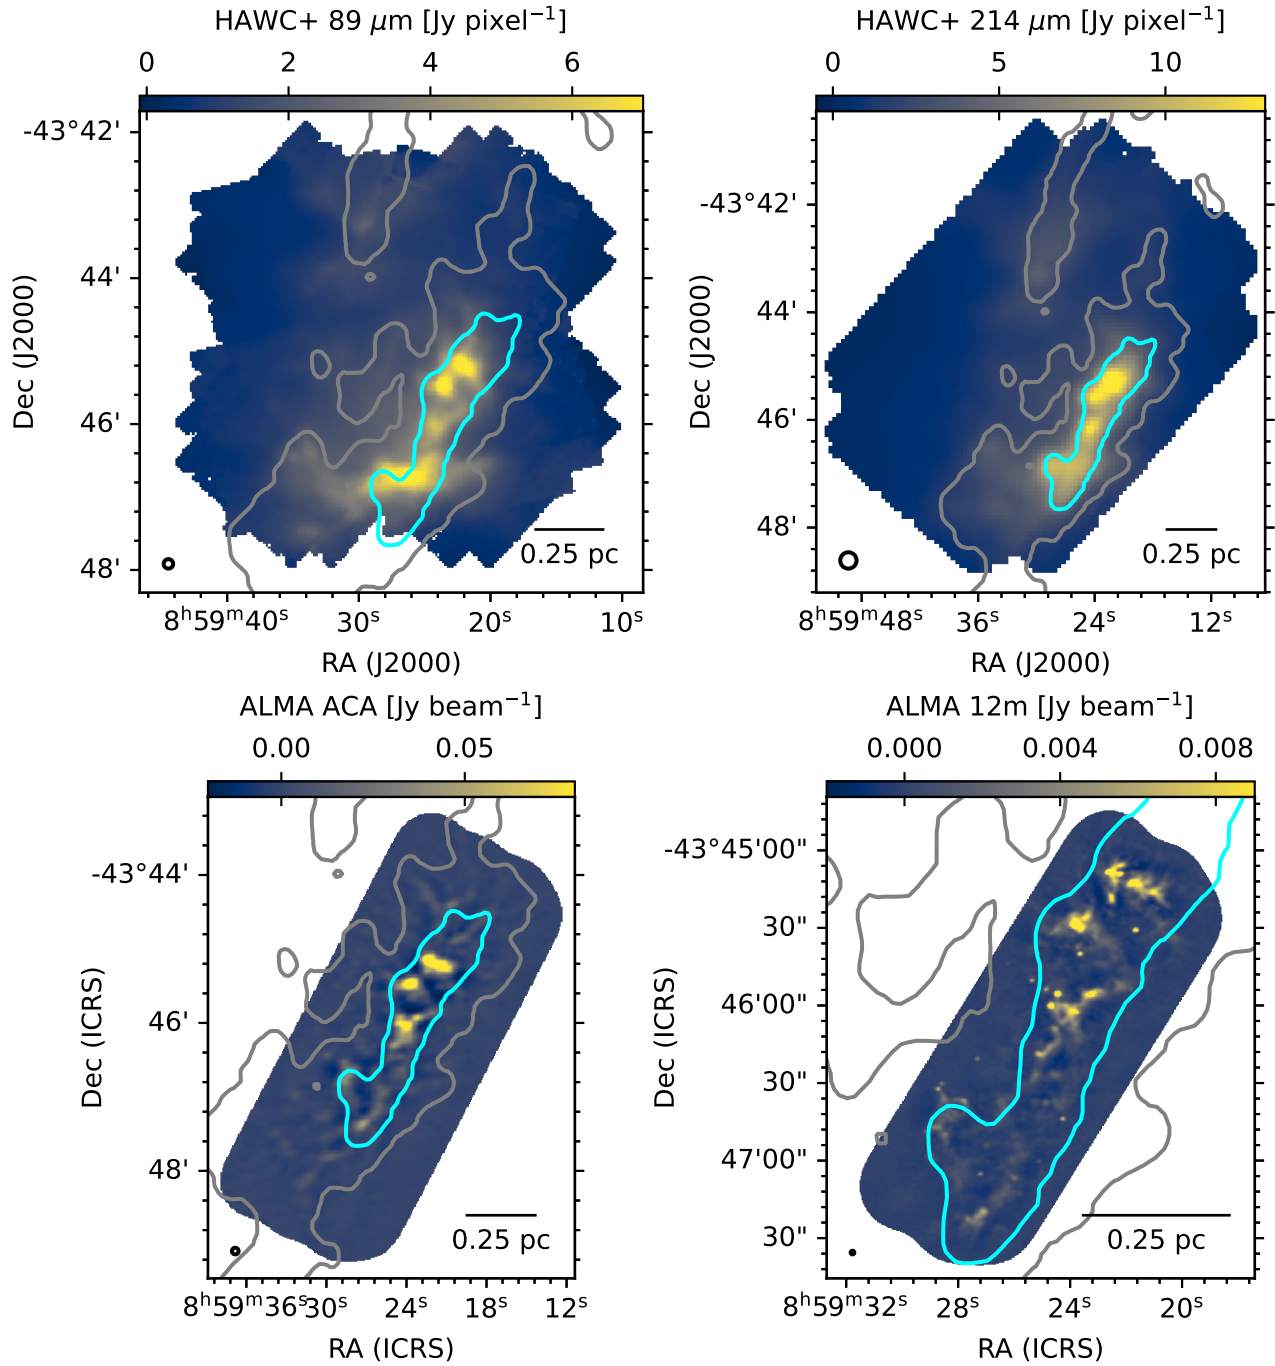 HAWC+ 89 μm [Jy pixel⁻¹]
0 2 4 6
-43°42'
44'
46'
48'
Dec (J2000)
0.25 pc
8ʰ59ᵐ40ˢ 30ˢ 20ˢ 10ˢ
RA (J2000)
HAWC+ 214 μm [Jy pixel⁻¹]
0 5 10
-43°42'
44'
46'
48'
Dec (J2000)
0.25 pc
8ʰ59ᵐ48ˢ 36ˢ 24ˢ 12ˢ
RA (J2000)
ALMA ACA [Jy beam⁻¹]
0.00 0.05
-43°44'
46'
48'
Dec (ICRS)
0.25 pc
8ʰ59ᵐ36ˢ 30ˢ 24ˢ 18ˢ 12ˢ
RA (ICRS)
ALMA 12m [Jy beam⁻¹]
0.000 0.004 0.008
-43°45'00"
30"
46'00"
30"
47'00"
30"
Dec (ICRS)
0.25 pc
8ʰ59ᵐ32ˢ 28ˢ 24ˢ 20ˢ
RA (ICRS)